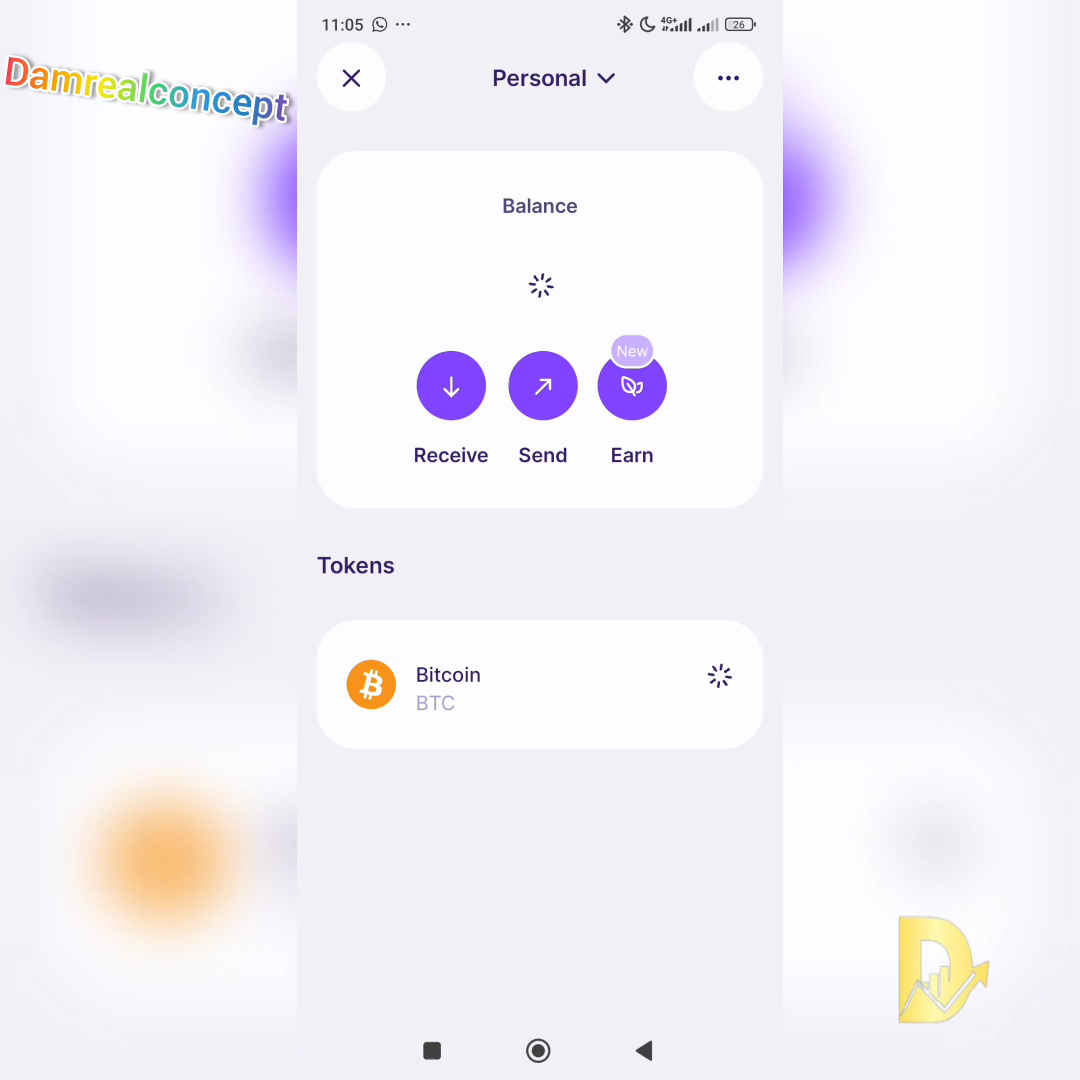 11:05
4G+
26
Damrealconcept
Personal
Balance
New
Receive
Send
Earn
Tokens
Bitcoin
BTC